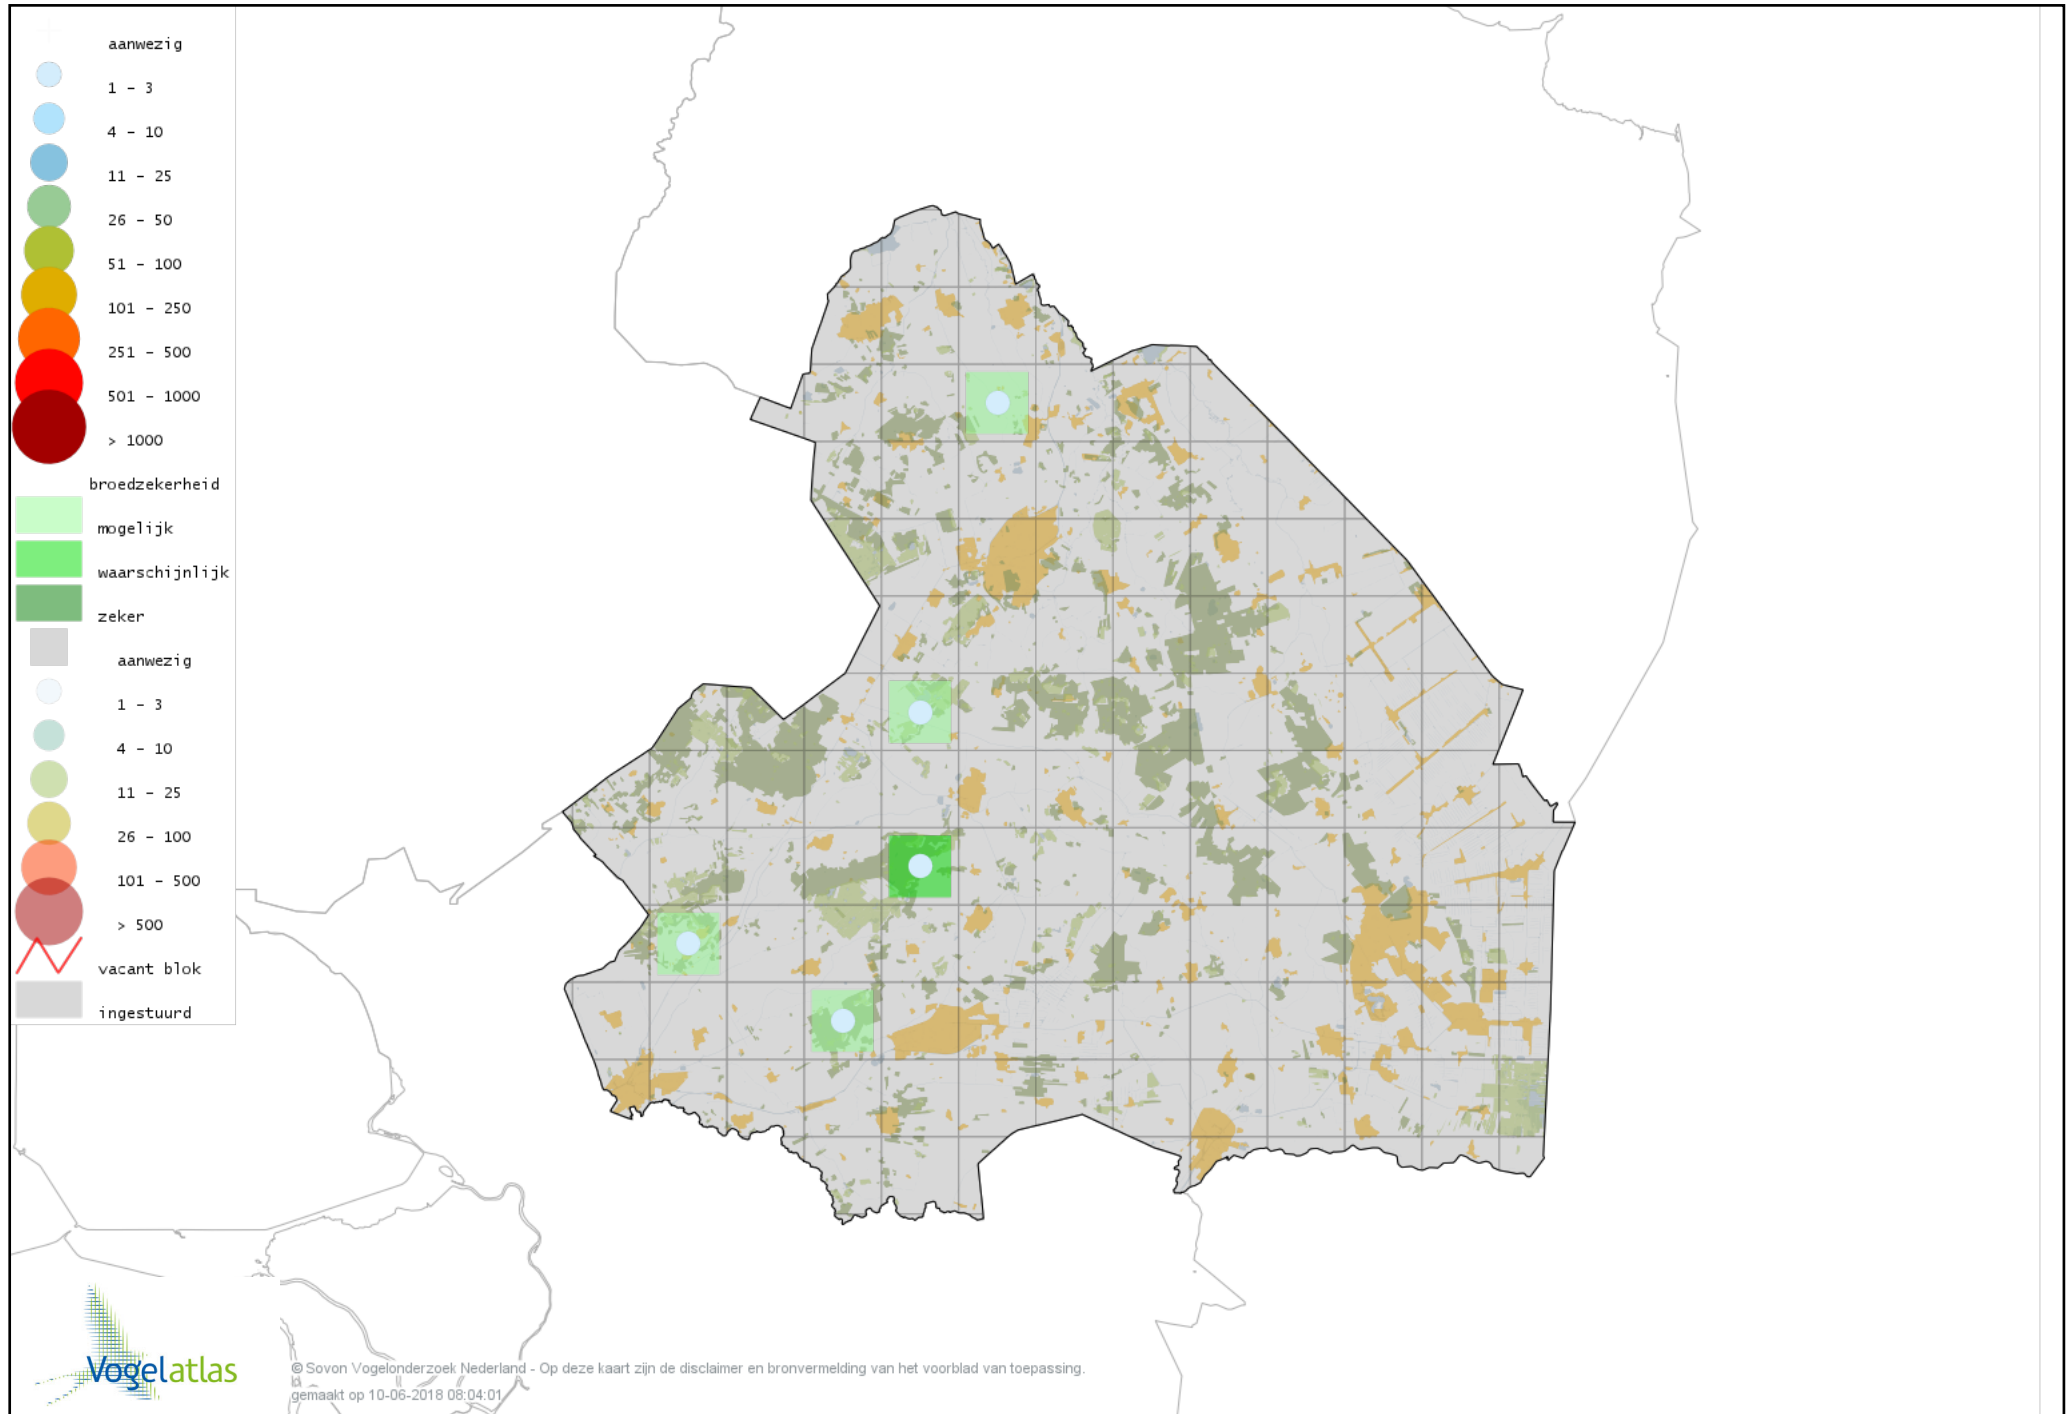 aanwezig
1 - 3
4 - 10
11 - 25
26 - 50
51 - 100
101 - 250
251 - 500
501 - 1000
> 1000
broedzekerheid
mogelijk
waarschijnlijk
zeker
aanwezig
1 - 3
4 - 10
11 - 25
26 - 100
101 - 500
> 500
vacant blok
ingestuurd
Vogelatlas
© Sovon Vogelonderzoek Nederland - Op deze kaart zijn de disclaimer en bronvermelding van het voorblad van toepassing.
gemaakt op 10-06-2018 08:04:01